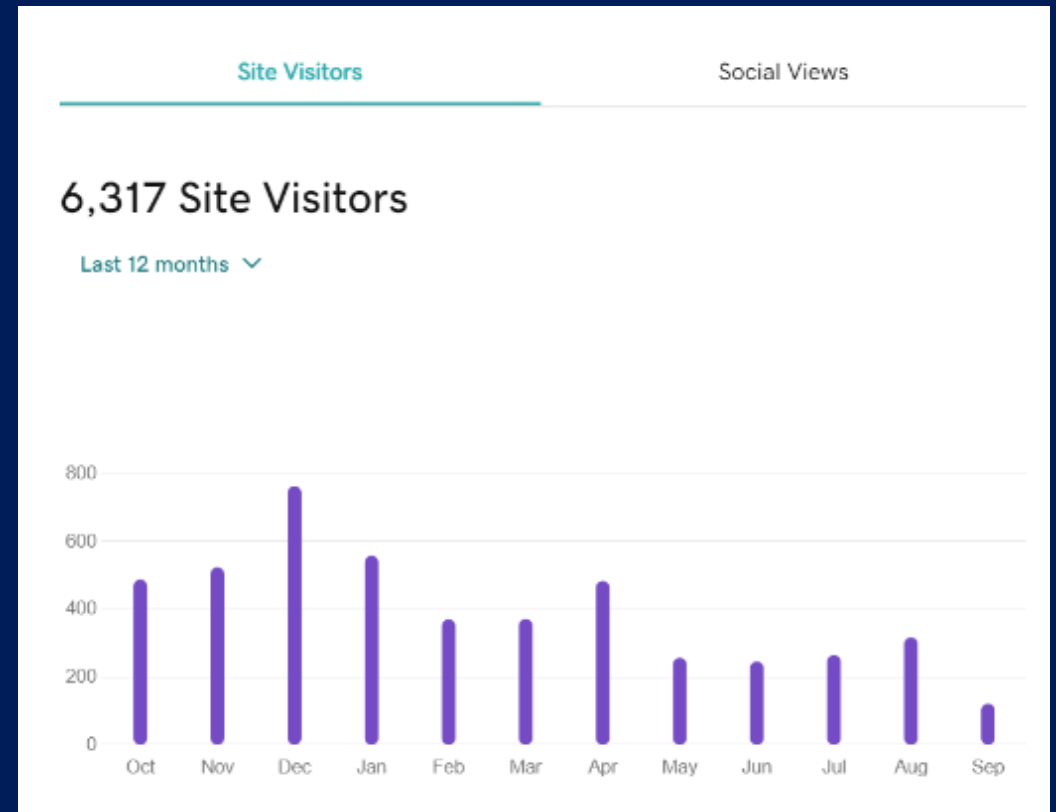 Site Visitors Social Views
6,317 Site Visitors
Last 12 months
800
600
400
200
0
Oct Nov Dec Jan Feb Mar Apr May Jun Jul Aug Sep